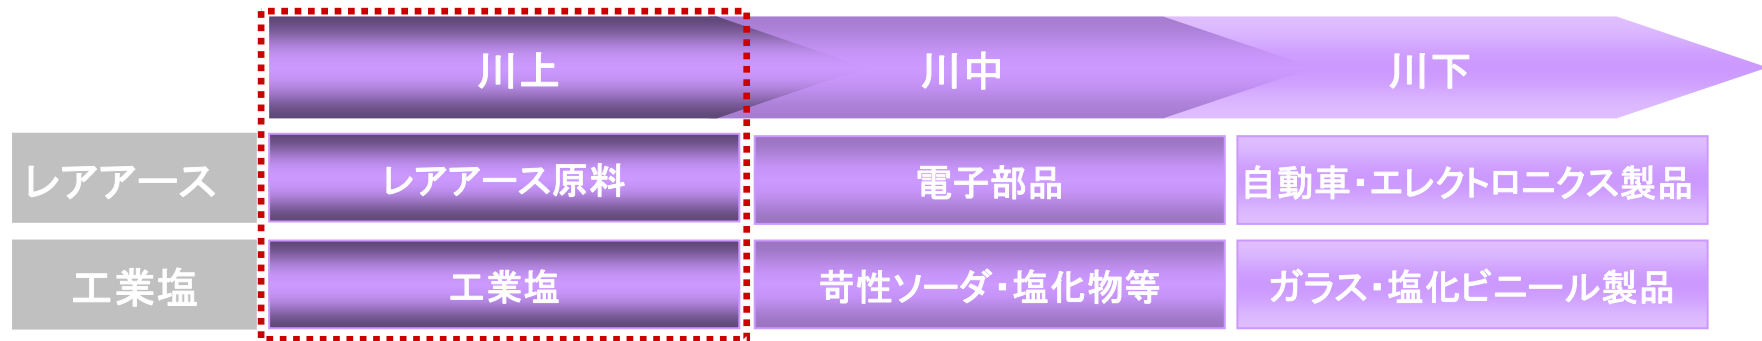 川上
川中
川下
レアアース
レアアース原料
電子部品
自動車・エレクトロニクス製品
工業塩
工業塩
苛性ソーダ・塩化物等
ガラス・塩化ビニール製品